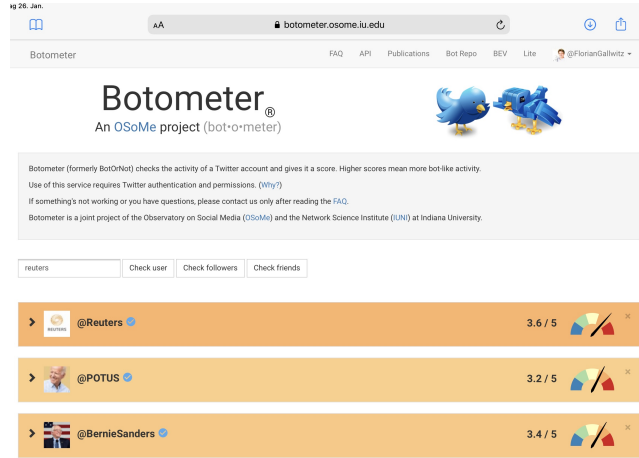 ag 26. Jan.
AA
botometer.osome.iu.edu
Botometer
FAQ API Publications Bot Repo BEV Lite @FlorianGallwitz
Botometer®
An OSoMe project (bot•o•meter)
Botometer (formerly BotOrNot) checks the activity of a Twitter account and gives it a score. Higher scores mean more bot-like activity.
Use of this service requires Twitter authentication and permissions. (Why?)
If something's not working or you have questions, please contact us only after reading the FAQ.
Botometer is a joint project of the Observatory on Social Media (OSoMe) and the Network Science Institute (IUNI) at Indiana University.
reuters Check user Check followers Check friends
REUTERS
@Reuters 3.6 / 5 ×
@POTUS 3.2 / 5 ×
@BernieSanders 3.4 / 5 ×